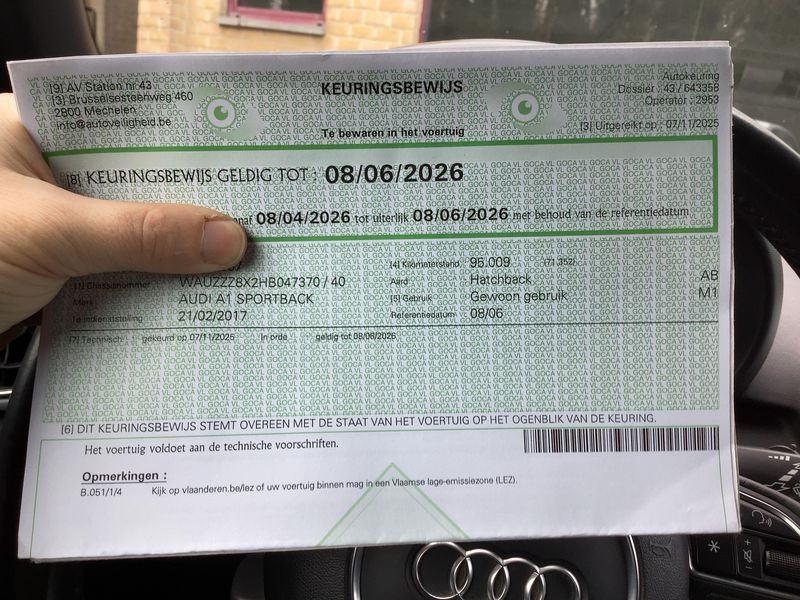 [9] AV Station nr 43
[3] Brusselsesteenweg 460
2800 Mechelen
info@autoveiligheid.be
KEURINGSBEWIJS
Te bewaren in het voertuig
Autokeuring
Dossier : 43 / 643358
Operator : 2953
[3] Uitgereikt op : 07/11/2025
[8] KEURINGSBEWIJS GELDIG TOT : 08/06/2026
08/04/2026 tot uiterlijk 08/06/2026 met behoud van de referentiedatum
[4] Kilometerstand 95.009 (71.352)
[1] Chassisnummer WAUZZZ8X2HB047370 / 40 Aard Hatchback AB
Merk AUDI A1 SPORTBACK [5] Gebruik Gewoon gebruik M1
1e indienststelling 21/02/2017 Referentiedatum 08/06
[7] Technisch : gekeurd op 07/11/2025 In orde geldig tot 08/06/2026
[6] DIT KEURINGSBEWIJS STEMT OVEREEN MET DE STAAT VAN HET VOERTUIG OP HET OGENBLIK VAN DE KEURING.
Het voertuig voldoet aan de technische voorschriften.
Opmerkingen :
B.051/1/4 Kijk op vlaanderen.be/lez of uw voertuig binnen mag in een Vlaamse lage-emissiezone (LEZ).